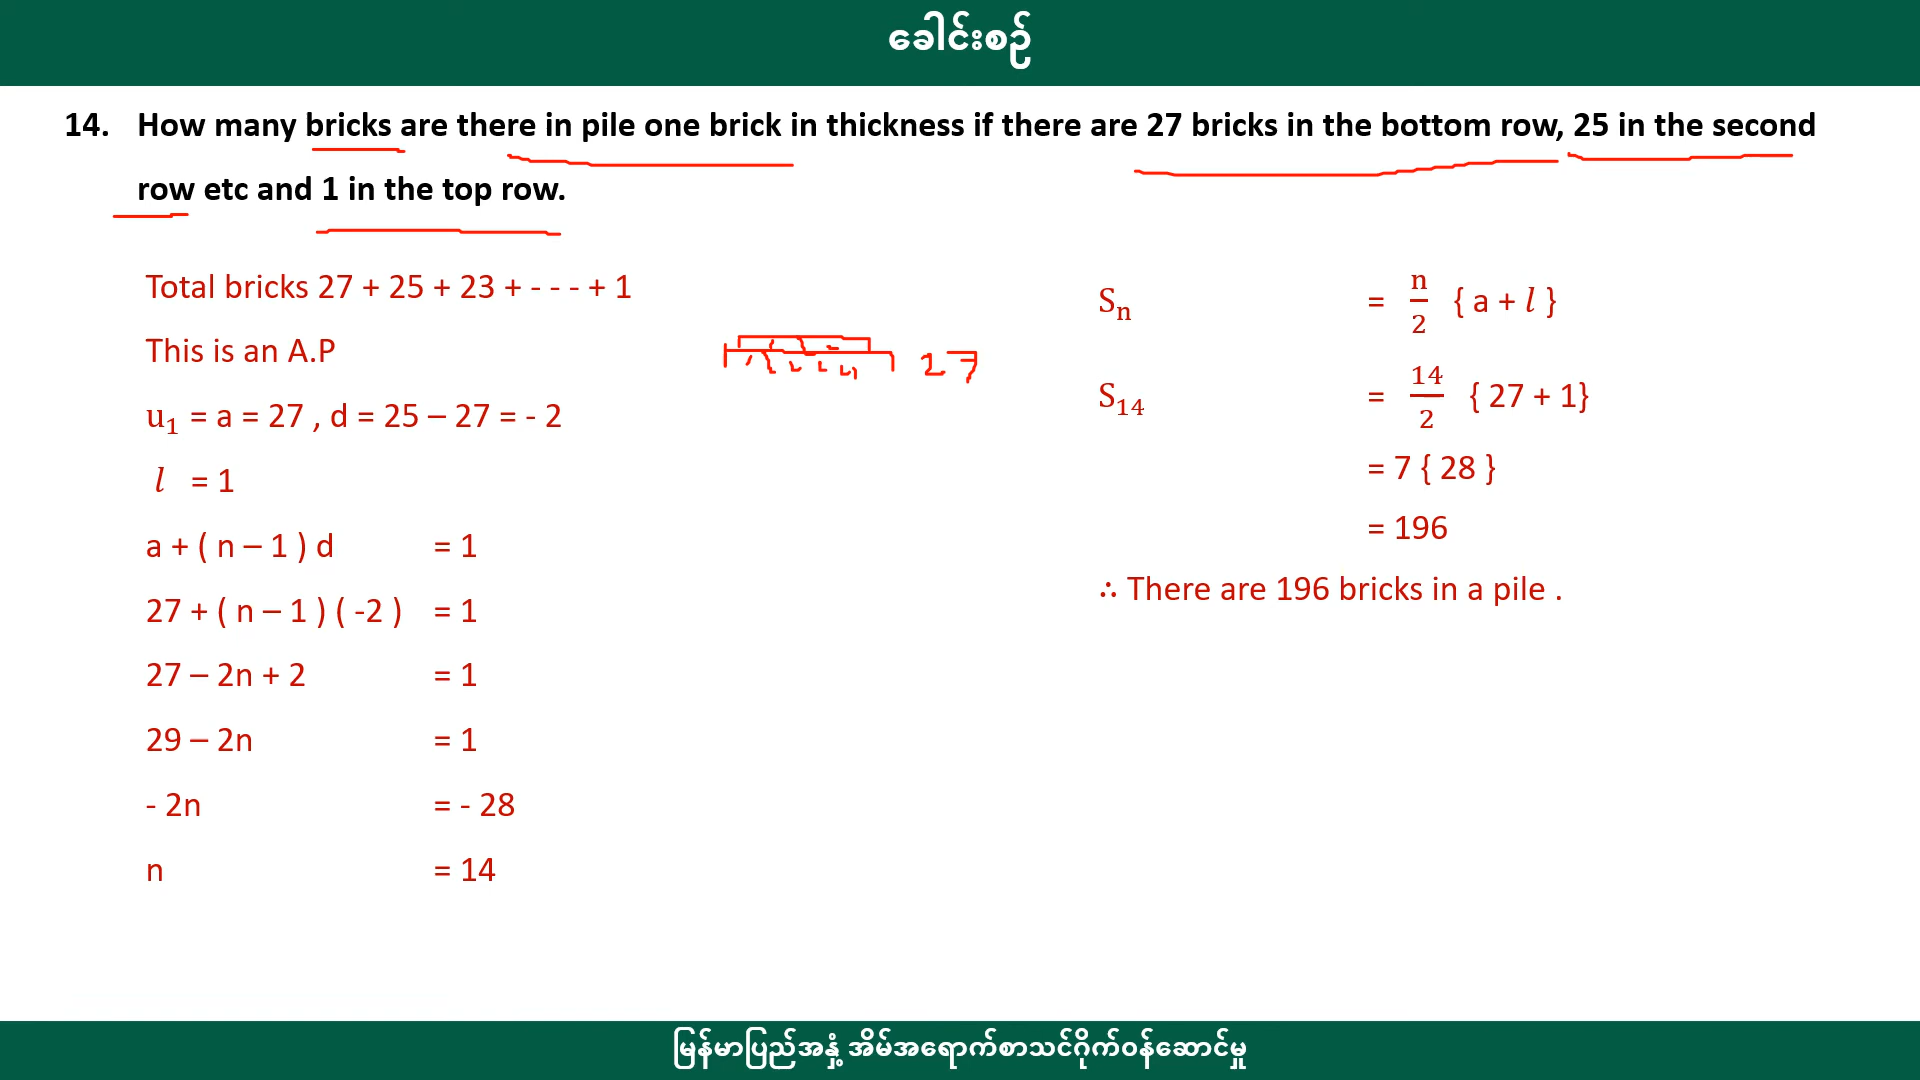 ခေါင်းစဉ်
14. How many bricks are there in pile one brick in thickness if there are 27 bricks in the bottom row, 25 in the second
row etc and 1 in the top row.
Total bricks 27 + 25 + 23 + - - - + 1
This is an A.P
u₁ = a = 27 , d = 25 – 27 = - 2
l = 1
a + ( n – 1 ) d = 1
27 + ( n – 1 ) ( -2 ) = 1
27 – 2n + 2 = 1
29 – 2n = 1
- 2n = - 28
n = 14
27
Sₙ = n/2 { a + l }
S₁₄ = 14/2 { 27 + 1}
= 7 { 28 }
= 196
∴ There are 196 bricks in a pile .
မြန်မာပြည်အနှံ့ အိမ်အရောက်စာသင်ဂိုက်ဝန်ဆောင်မှု